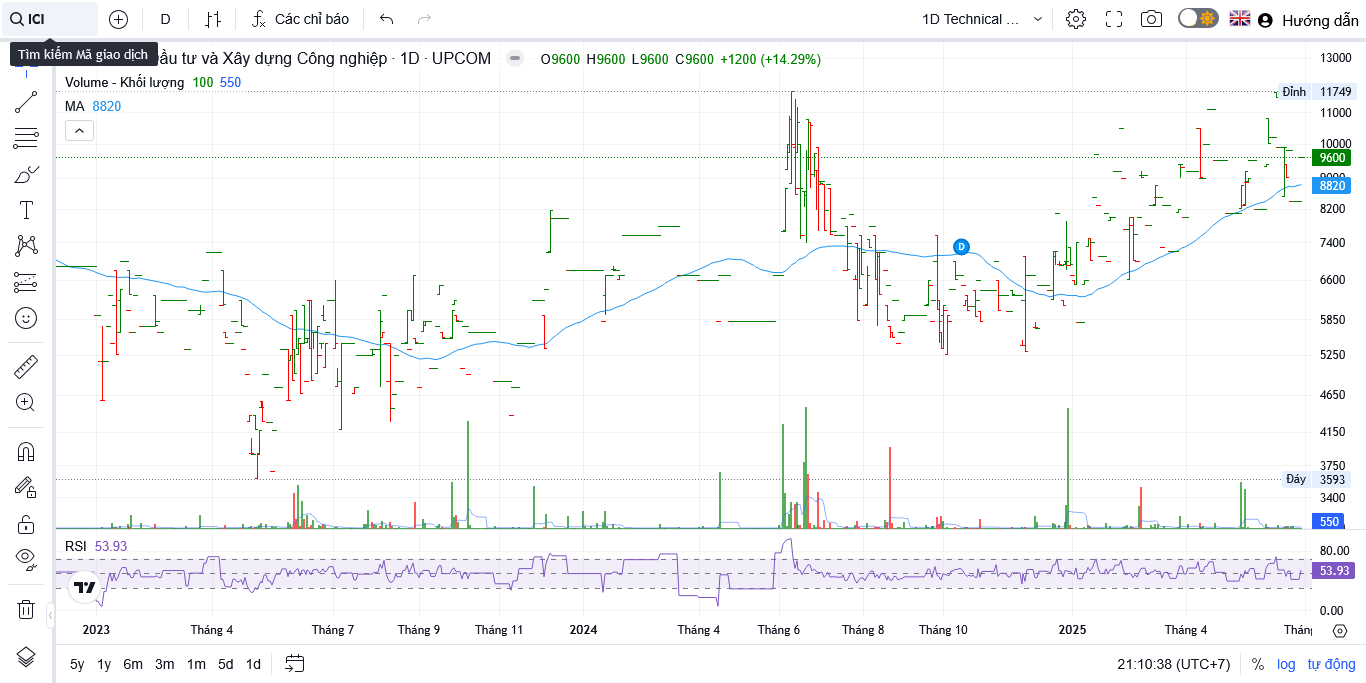 ICI
D
Các chỉ báo
1D Technical ...
Hướng dẫn
Tìm kiếm Mã giao dịch
ầu tư và Xây dựng Công nghiệp · 1D · UPCOM
O9600 H9600 L9600 C9600 +1200 (+14.29%)
Volume - Khối lượng 100 550
MA 8820
13000
Đỉnh 11749
11000
10000
9600
9000
8820
8200
7400
D
6600
5850
5250
4650
4150
3750
Đáy 3593
3400
550
RSI 53.93
80.00
53.93
0.00
2023 Tháng 4 Tháng 7 Tháng 9 Tháng 11 2024 Tháng 4 Tháng 6 Tháng 8 Tháng 10 2025 Tháng 4 Thán
5y 1y 6m 3m 1m 5d 1d
21:10:38 (UTC+7) % log tự động